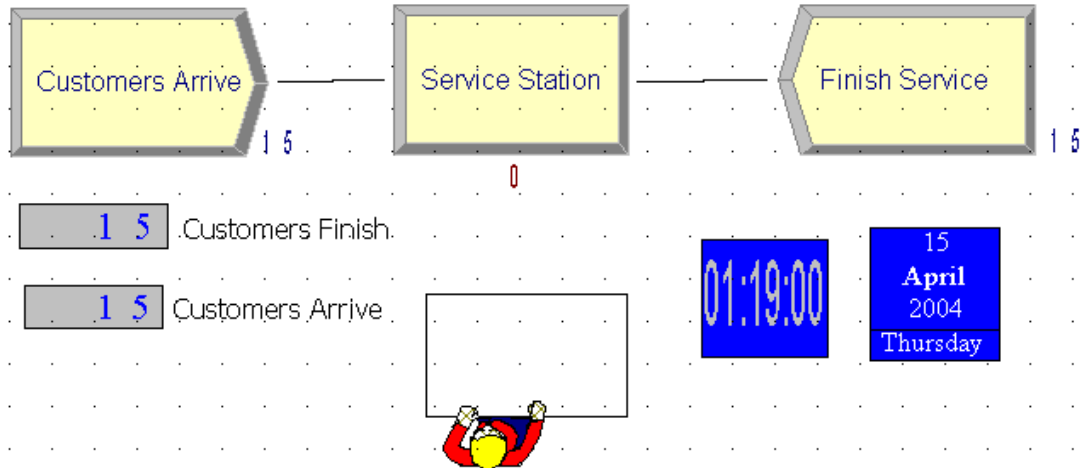 Customers Arrive
Service Station
Finish Service
1 5
1 5
0
1 5 Customers Finish
1 5 Customers Arrive
01:19:00
15
April
2004
Thursday